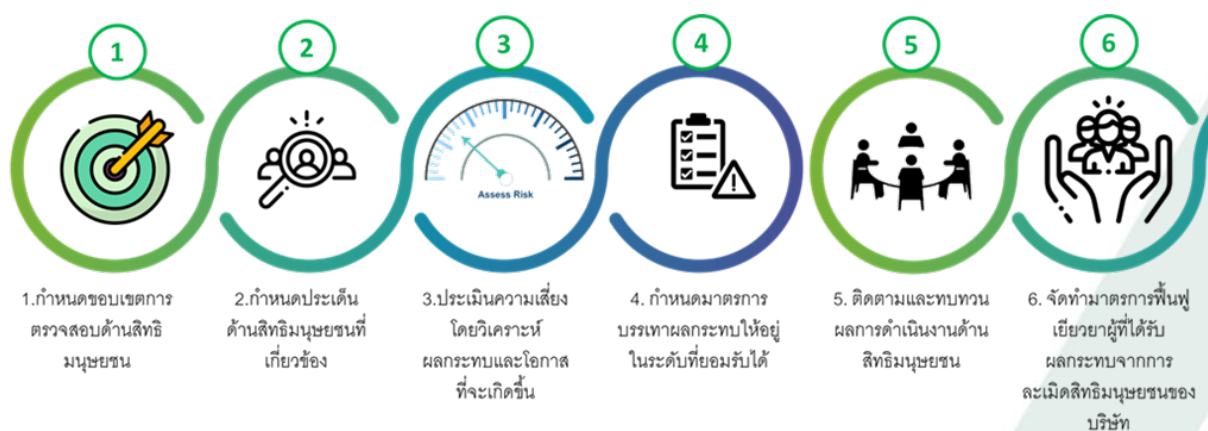 1
2
3
4
5
6
Assess Risk
1.กำหนดขอบเขตการ
ตรวจสอบด้านสิทธิ
มนุษยชน
2.กำหนดประเด็น
ด้านสิทธิมนุษยชนที่
เกี่ยวข้อง
3.ประเมินความเสี่ยง
โดยวิเคราะห์
ผลกระทบและโอกาส
ที่จะเกิดขึ้น
4. กำหนดมาตรการ
บรรเทาผลกระทบให้อยู่
ในระดับที่ยอมรับได้
5. ติดตามและทบทวน
ผลการดำเนินงานด้าน
สิทธิมนุษยชน
6. จัดทำมาตรการฟื้นฟู
เยียวยาผู้ที่ได้รับ
ผลกระทบจากการ
ละเมิดสิทธิมนุษยชนของ
บริษัท